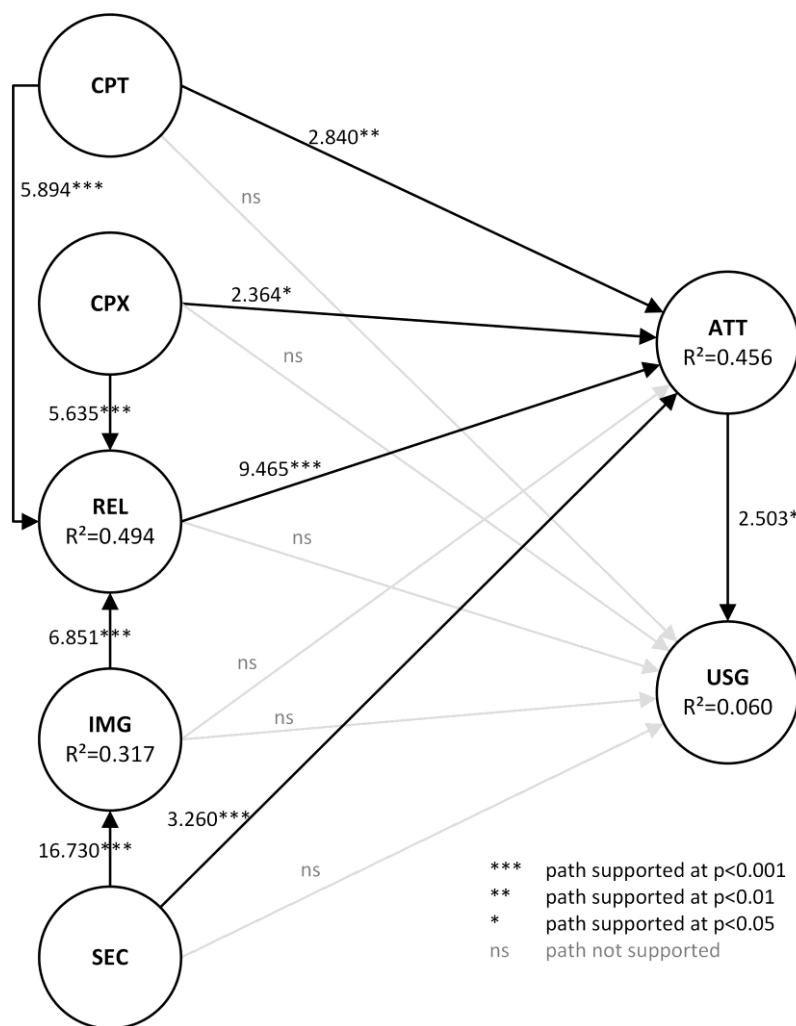 CPT
2.840**
5.894***
ns
CPX
2.364*
ATT
R²=0.456
ns
5.635***
9.465***
REL
R²=0.494
2.503*
ns
6.851***
ns
IMG
R²=0.317
ns
USG
R²=0.060
3.260***
16.730***
ns
*** path supported at p<0.001
** path supported at p<0.01
* path supported at p<0.05
ns path not supported
SEC